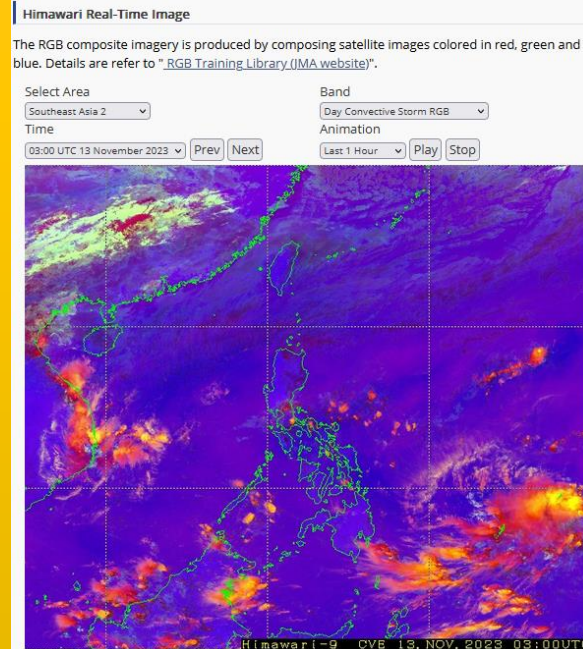 Himawari Real-Time Image
The RGB composite imagery is produced by composing satellite images colored in red, green and
blue. Details are refer to " RGB Training Library (JMA website)".
Select Area
Southeast Asia 2
Band
Day Convective Storm RGB
Time
03:00 UTC 13 November 2023
Prev
Next
Animation
Last 1 Hour
Play
Stop
Himawari-9 CVE 13.NOV.2023 03:00UTC